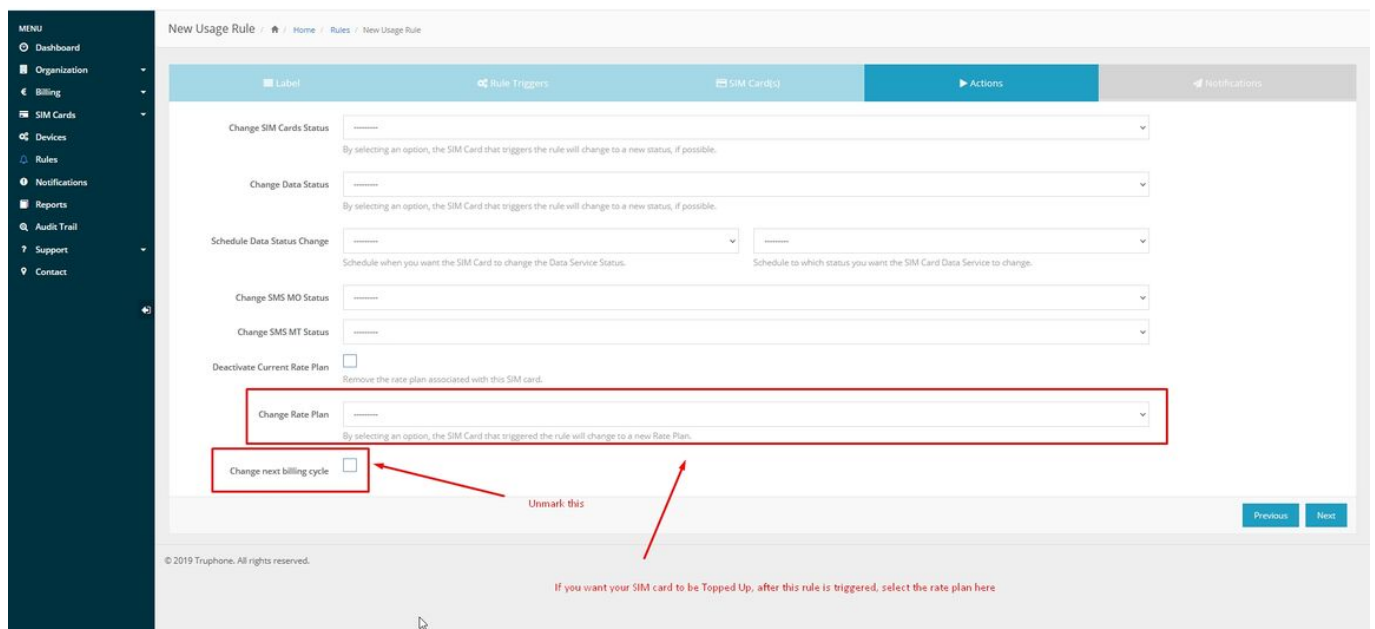 MENU
Dashboard
Organization
€ Billing
SIM Cards
Devices
Rules
Notifications
Reports
Audit Trail
? Support
Contact
New Usage Rule / / Home / Rules / New Usage Rule
Label
Rule Triggers
SIM Card(s)
Actions
Notifications
Change SIM Cards Status
---------
By selecting an option, the SIM Card that triggers the rule will change to a new status, if possible.
Change Data Status
---------
By selecting an option, the SIM Card that triggers the rule will change to a new status, if possible.
Schedule Data Status Change
---------
---------
Schedule when you want the SIM Card to change the Data Service Status.
Schedule to which status you want the SIM Card Data Service to change.
Change SMS MO Status
---------
Change SMS MT Status
---------
Deactivate Current Rate Plan
Remove the rate plan associated with this SIM card.
Change Rate Plan
---------
By selecting an option, the SIM Card that triggered the rule will change to a new Rate Plan.
Change next billing cycle
Unmark this
Previous
Next
© 2019 Truphone. All rights reserved.
If you want your SIM card to be Topped Up, after this rule is triggered, select the rate plan here